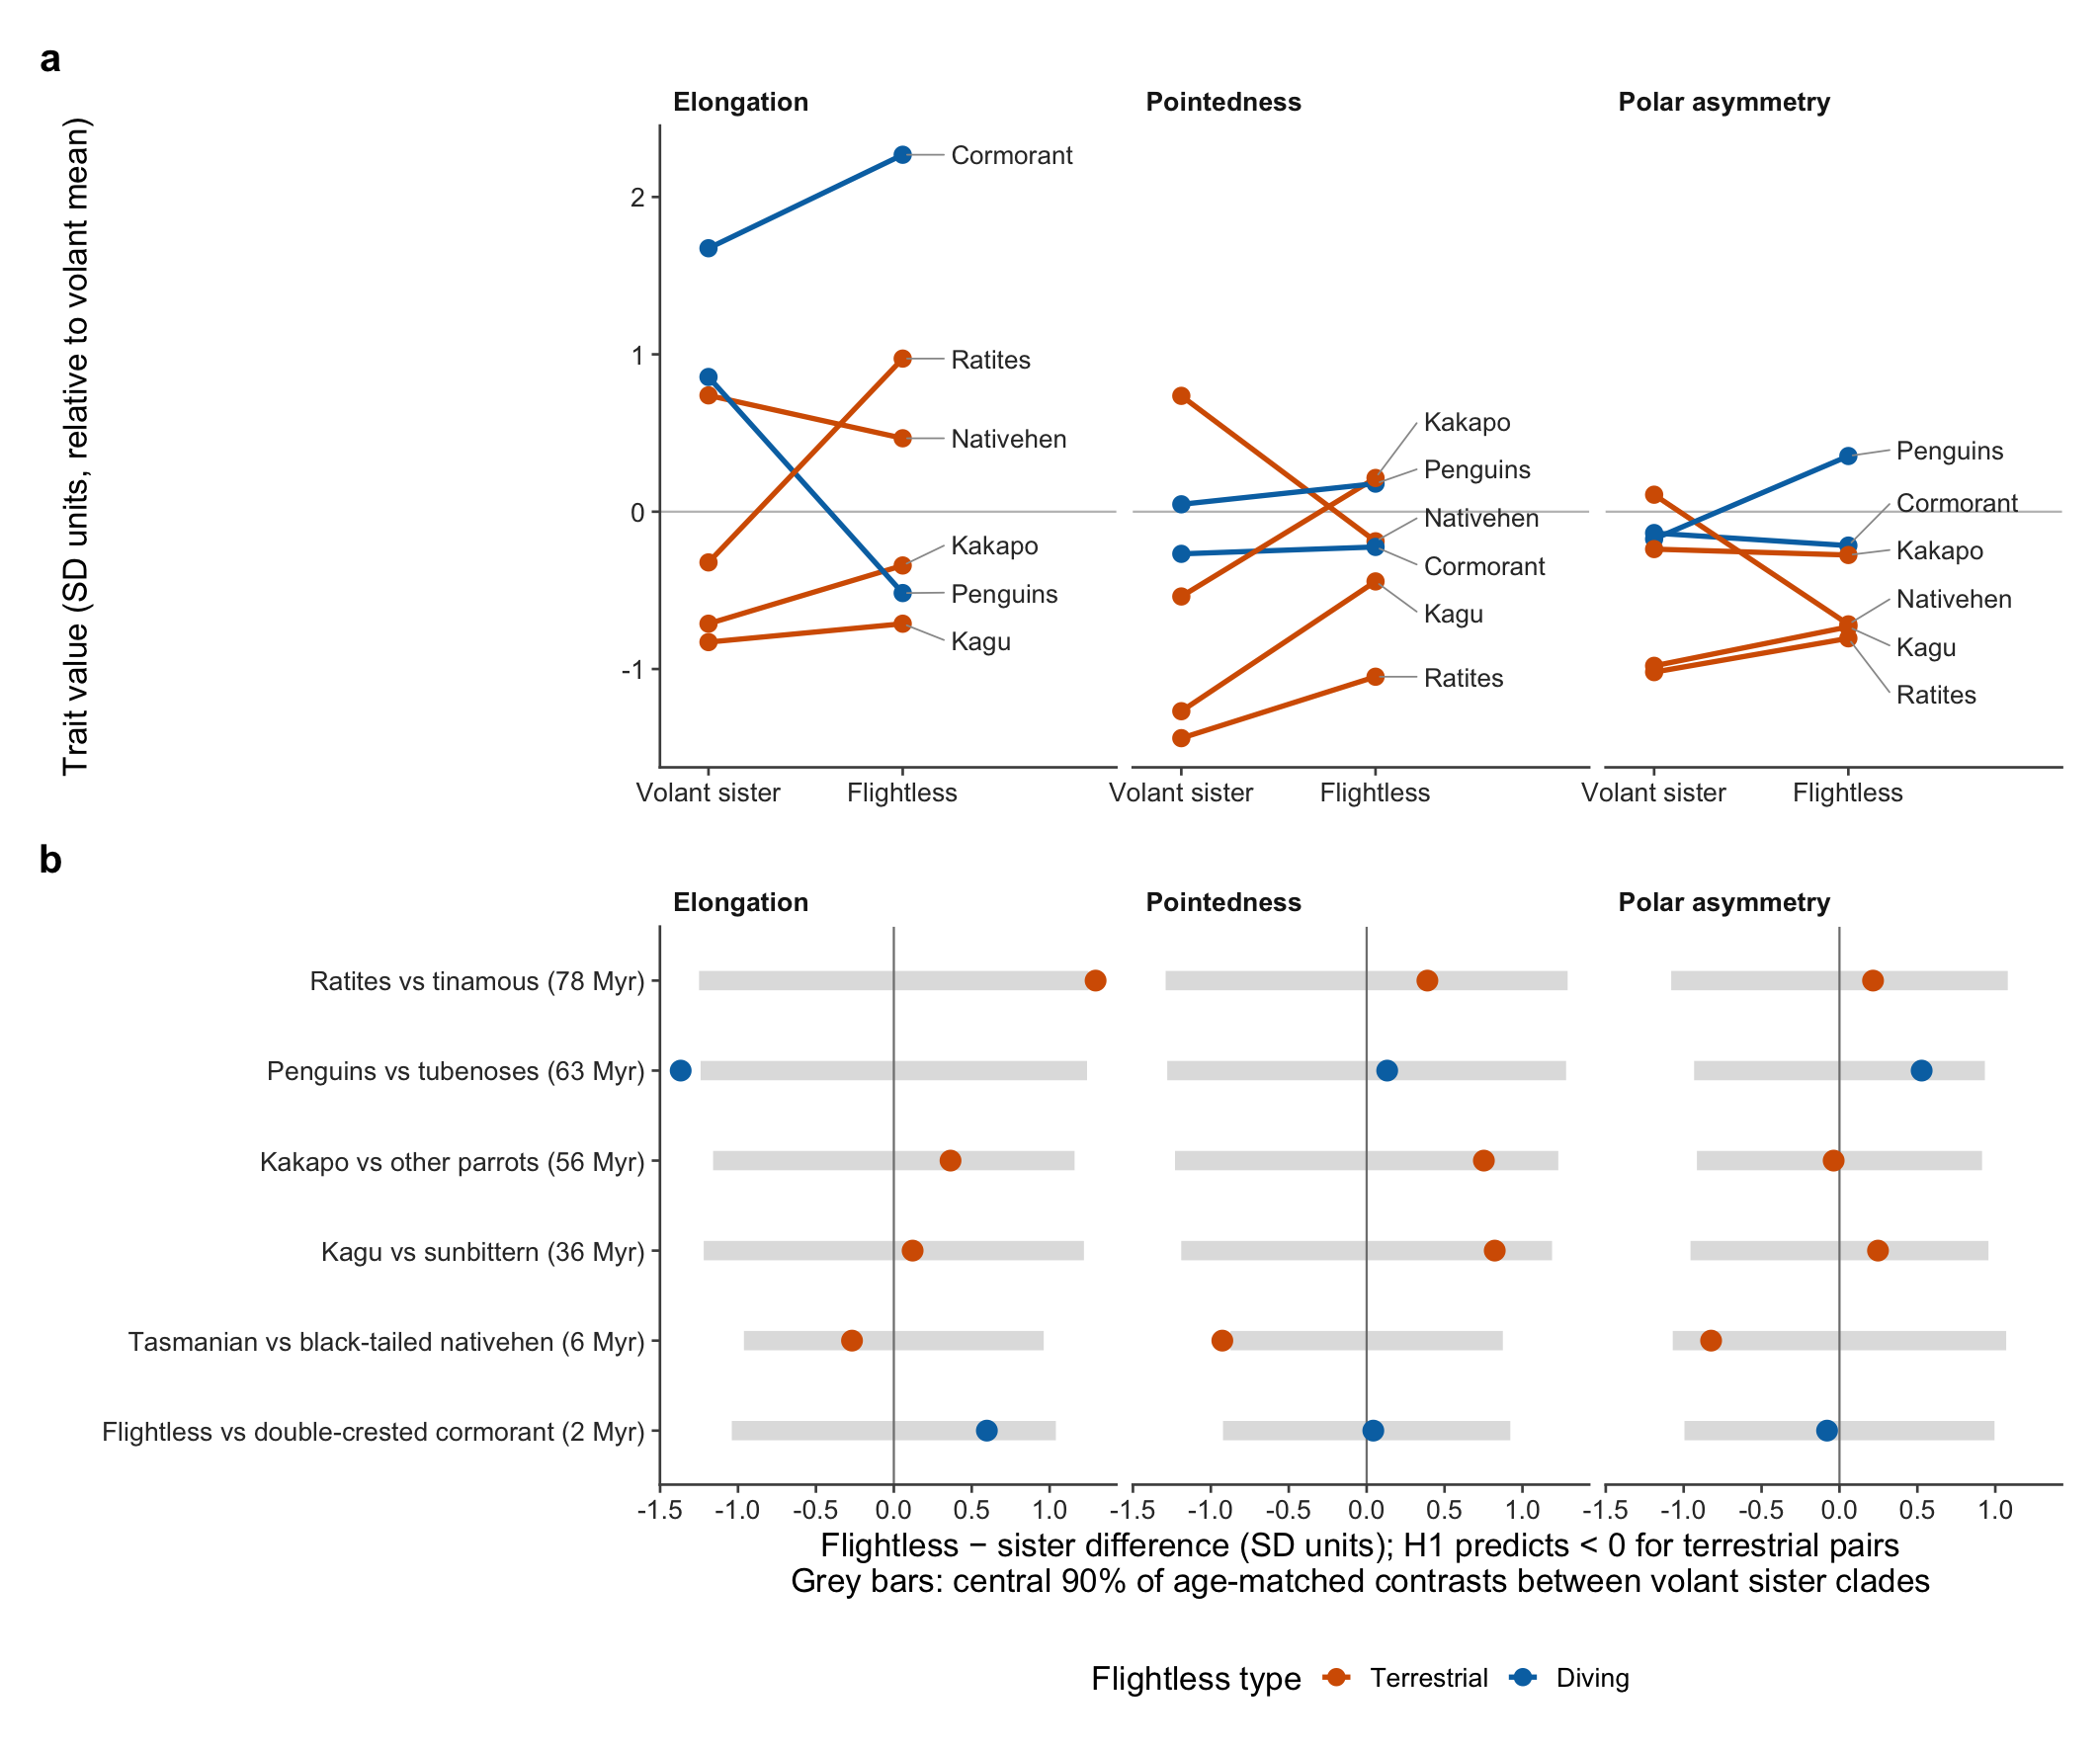 a
Elongation
Pointedness
Polar asymmetry
Trait value (SD units, relative to volant mean)
2
1
0
-1
Cormorant
Ratites
Nativehen
Kakapo
Penguins
Kagu
Kakapo
Penguins
Nativehen
Cormorant
Kagu
Ratites
Penguins
Cormorant
Kakapo
Nativehen
Kagu
Ratites
Volant sister
Flightless
Volant sister
Flightless
Volant sister
Flightless
b
Elongation
Pointedness
Polar asymmetry
Ratites vs tinamous (78 Myr)
Penguins vs tubenoses (63 Myr)
Kakapo vs other parrots (56 Myr)
Kagu vs sunbittern (36 Myr)
Tasmanian vs black-tailed nativehen (6 Myr)
Flightless vs double-crested cormorant (2 Myr)
-1.5 -1.0 -0.5 0.0 0.5 1.0
-1.5 -1.0 -0.5 0.0 0.5 1.0
-1.5 -1.0 -0.5 0.0 0.5 1.0
Flightless − sister difference (SD units); H1 predicts < 0 for terrestrial pairs
Grey bars: central 90% of age-matched contrasts between volant sister clades
Flightless type
Terrestrial
Diving